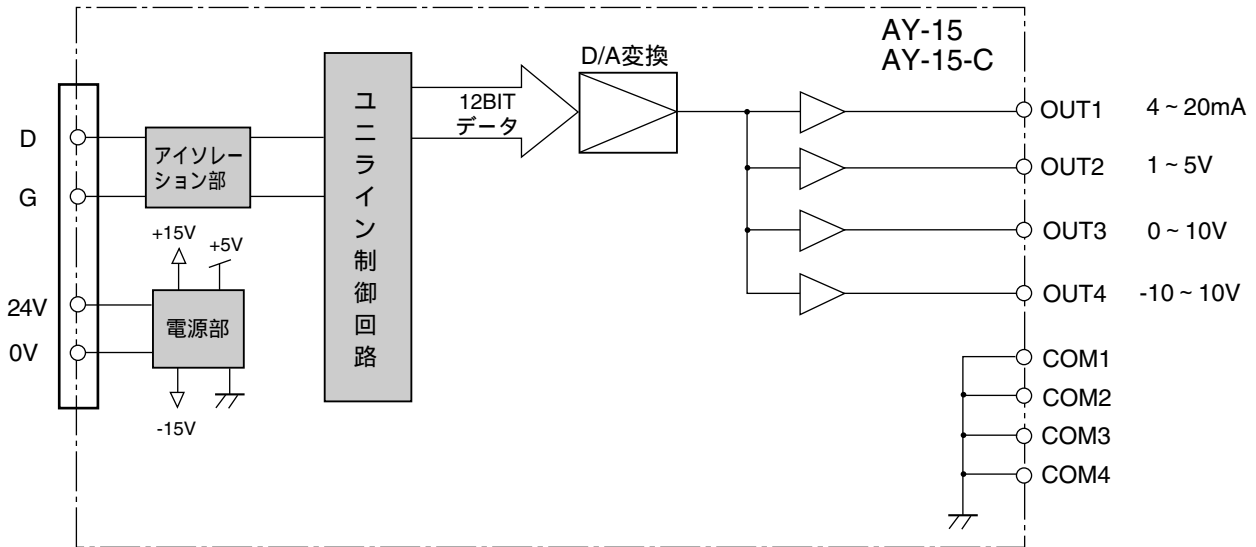 AY-15
AY-15-C
D/A変換
12BIT
データ
ユニライン制御回路
D
G
アイソレー
ション部
+15V
+5V
24V
0V
電源部
-15V
OUT1 4 ~ 20mA
OUT2 1 ~ 5V
OUT3 0 ~ 10V
OUT4 -10 ~ 10V
COM1
COM2
COM3
COM4